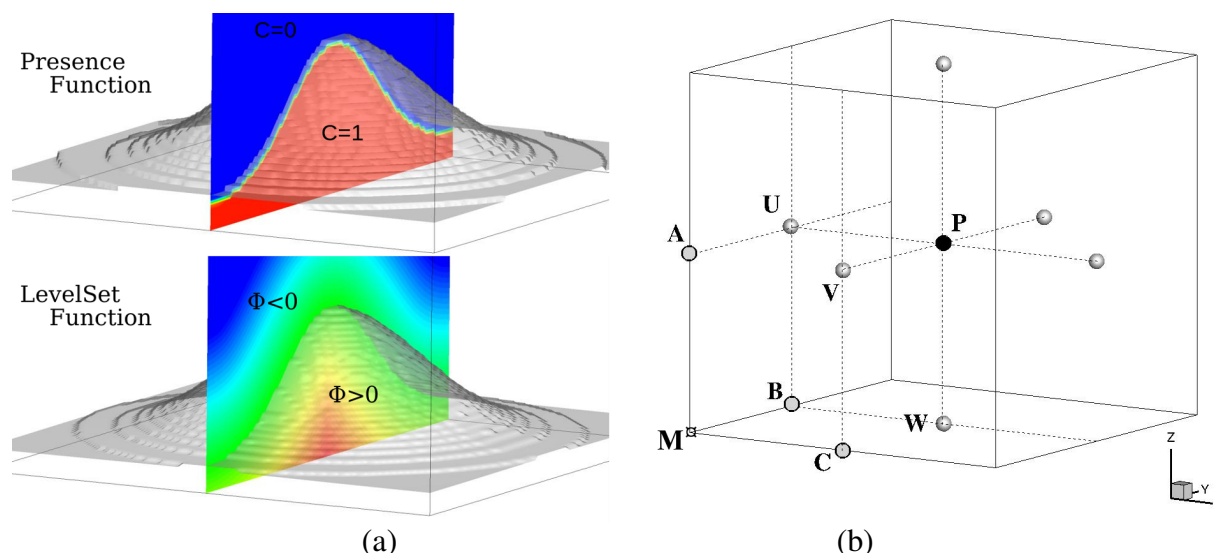 C=0
Presence
Function
C=1
LevelSet
Function
Φ<0
Φ>0
(a)
U
P
A
V
B
W
M
C
Z
Y
(b)